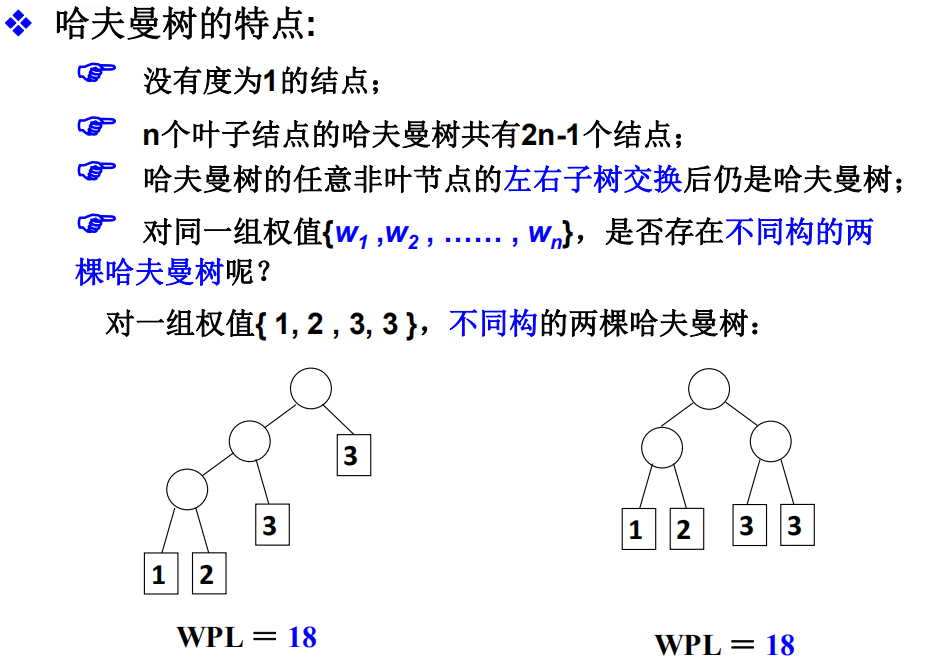 哈夫曼树的特点:
没有度为1的结点；
n个叶子结点的哈夫曼树共有2n-1个结点；
哈夫曼树的任意非叶节点的左右子树交换后仍是哈夫曼树；
对同一组权值{w1 ,w2 , …… , wn}，是否存在不同构的两
棵哈夫曼树呢？
对一组权值{ 1, 2 , 3, 3 }，不同构的两棵哈夫曼树：
3
3
1 2
1 2 3 3
WPL ＝ 18
WPL ＝ 18